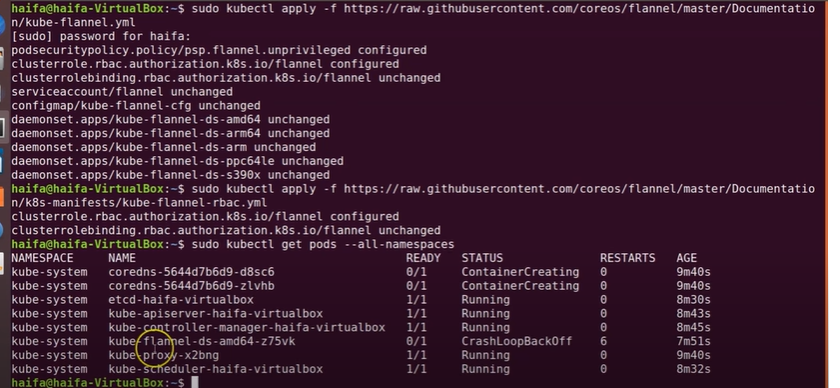 haifa@haifa-VirtualBox:~$ sudo kubectl apply -f https://raw.githubusercontent.com/coreos/flannel/master/Documentatio
n/kube-flannel.yml
[sudo] password for haifa:
podsecuritypolicy.policy/psp.flannel.unprivileged configured
clusterrole.rbac.authorization.k8s.io/flannel configured
clusterrolebinding.rbac.authorization.k8s.io/flannel unchanged
serviceaccount/flannel unchanged
configmap/kube-flannel-cfg unchanged
daemonset.apps/kube-flannel-ds-amd64 unchanged
daemonset.apps/kube-flannel-ds-arm64 unchanged
daemonset.apps/kube-flannel-ds-arm unchanged
daemonset.apps/kube-flannel-ds-ppc64le unchanged
daemonset.apps/kube-flannel-ds-s390x unchanged
haifa@haifa-VirtualBox:~$ sudo kubectl apply -f https://raw.githubusercontent.com/coreos/flannel/master/Documentatio
n/k8s-manifests/kube-flannel-rbac.yml
clusterrole.rbac.authorization.k8s.io/flannel configured
clusterrolebinding.rbac.authorization.k8s.io/flannel unchanged
haifa@haifa-VirtualBox:~$ sudo kubectl get pods --all-namespaces
NAMESPACE NAME READY STATUS RESTARTS AGE
kube-system coredns-5644d7b6d9-d8sc6 0/1 ContainerCreating 0 9m40s
kube-system coredns-5644d7b6d9-zlvhb 0/1 ContainerCreating 0 9m40s
kube-system etcd-haifa-virtualbox 1/1 Running 0 8m30s
kube-system kube-apiserver-haifa-virtualbox 1/1 Running 0 8m43s
kube-system kube-controller-manager-haifa-virtualbox 1/1 Running 0 8m45s
kube-system kube-flannel-ds-amd64-z75vk 0/1 CrashLoopBackOff 6 7m51s
kube-system kube-proxy-x2bng 1/1 Running 0 9m40s
kube-system kube-scheduler-haifa-virtualbox 1/1 Running 0 8m32s
haifa@haifa-VirtualBox:~$